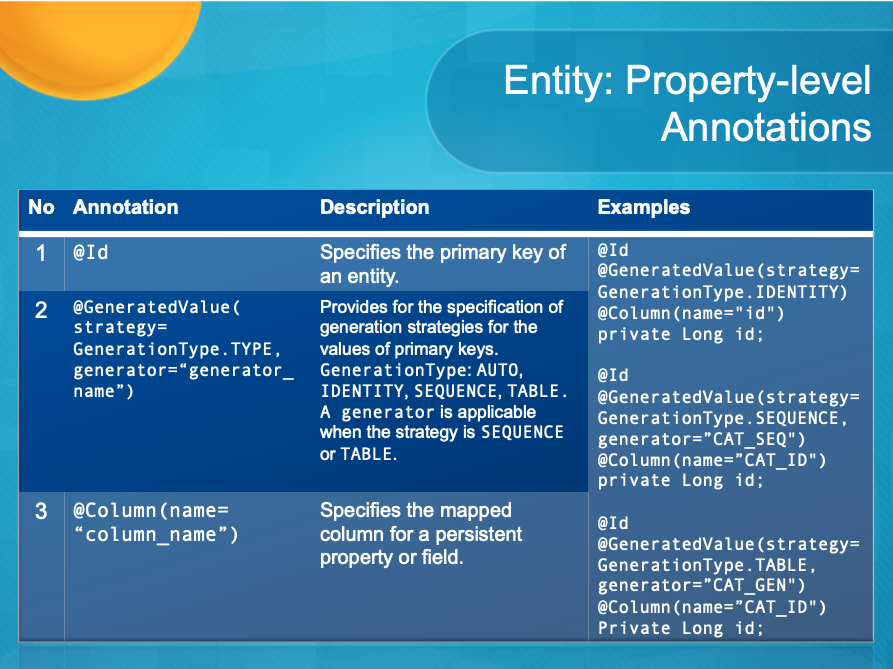 Entity: Property-level
Annotations
No Annotation Description Examples
1 @Id Specifies the primary key of
an entity.
2 @GeneratedValue(
strategy=
GenerationType.TYPE,
generator=“generator_
name”)
Provides for the specification of
generation strategies for the
values of primary keys.
GenerationType: AUTO,
IDENTITY, SEQUENCE, TABLE.
A generator is applicable
when the strategy is SEQUENCE
or TABLE.
3 @Column(name=
“column_name”)
Specifies the mapped
column for a persistent
property or field.
@Id
@GeneratedValue(strategy=
GenerationType.IDENTITY)
@Column(name="id")
private Long id;
@Id
@GeneratedValue(strategy=
GenerationType.SEQUENCE,
generator=”CAT_SEQ")
@Column(name=”CAT_ID")
private Long id;
@Id
@GeneratedValue(strategy=
GenerationType.TABLE,
generator=”CAT_GEN")
@Column(name=”CAT_ID")
Private Long id;